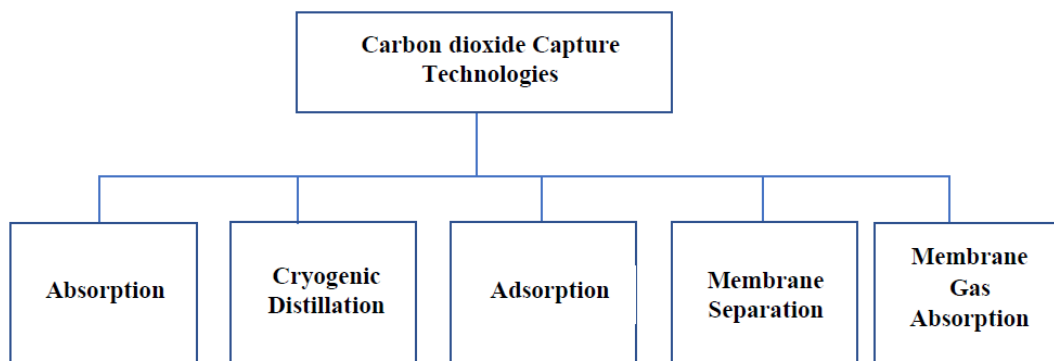 Carbon dioxide Capture
Technologies
Absorption
Cryogenic
Distillation
Adsorption
Membrane
Separation
Membrane
Gas
Absorption